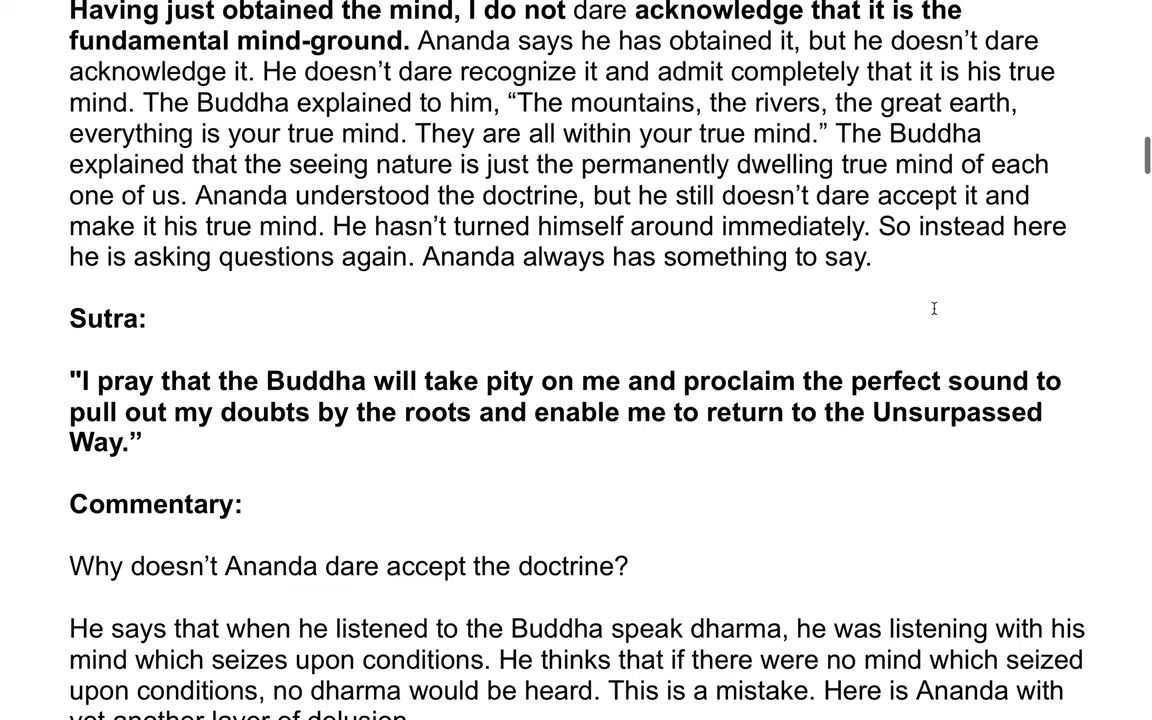 Having just obtained the mind, I do not dare acknowledge that it is the
fundamental mind-ground. Ananda says he has obtained it, but he doesn’t dare
acknowledge it. He doesn’t dare recognize it and admit completely that it is his true
mind. The Buddha explained to him, “The mountains, the rivers, the great earth,
everything is your true mind. They are all within your true mind.” The Buddha
explained that the seeing nature is just the permanently dwelling true mind of each
one of us. Ananda understood the doctrine, but he still doesn’t dare accept it and
make it his true mind. He hasn’t turned himself around immediately. So instead here
he is asking questions again. Ananda always has something to say.
Sutra:
"I pray that the Buddha will take pity on me and proclaim the perfect sound to
pull out my doubts by the roots and enable me to return to the Unsurpassed
Way.”
Commentary:
Why doesn’t Ananda dare accept the doctrine?
He says that when he listened to the Buddha speak dharma, he was listening with his
mind which seizes upon conditions. He thinks that if there were no mind which seized
upon conditions, no dharma would be heard. This is a mistake. Here is Ananda with
yet another layer of delusion.